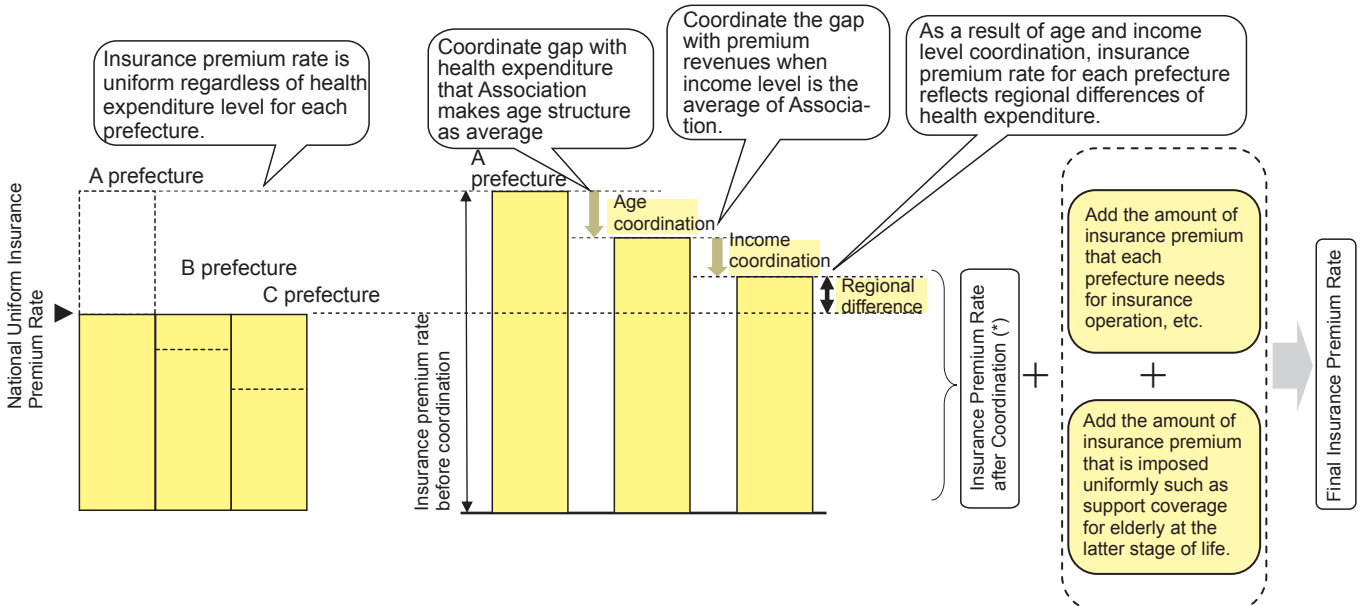 Insurance premium rate is
uniform regardless of health
expenditure level for each
prefecture.
Coordinate gap with
health expenditure
that Association
makes age structure
as average
Coordinate the gap
with premium
revenues when
income level is the
average of Associa-
tion.
As a result of age and income
level coordination, insurance
premium rate for each prefecture
reflects regional differences of
health expenditure.
A prefecture
B prefecture
C prefecture
National Uniform Insurance
Premium Rate
A
prefecture
Age
coordination
Income
coordination
Regional
difference
Insurance premium rate
before coordination
Insurance Premium Rate
after Coordination (*)
+
Add the amount of
insurance premium
that each
prefecture needs
for insurance
operation, etc.
+
Add the amount of
insurance premium
that is imposed
uniformly such as
support coverage
for elderly at the
latter stage of life.
Final Insurance Premium Rate